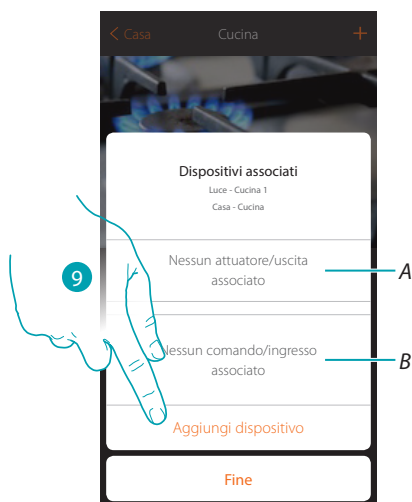 Casa
Cucina
Dispositivi associati
Luce - Cucina 1
Casa - Cucina
Nessun attuatore/uscita
associato
A
9
Nessun comando/ingresso
associato
B
Aggiungi dispositivo
Fine